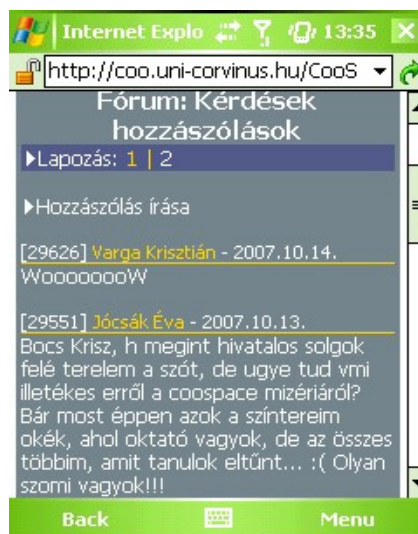 Internet Explo 13:35
http://coo.uni-corvinus.hu/CooS
Fórum: Kérdések
hozzászólások
Lapozás: 1 | 2
Hozzászólás írása
[29626] Varga Krisztián - 2007.10.14.
WoooooooW
[29551] Jócsák Éva - 2007.10.13.
Bocs Krisz, h megint hivatalos solgok
felé terelem a szót, de ugye tud vmi
illetékes erről a coospace mizériáról?
Bár most éppen azok a színtereim
okék, ahol oktató vagyok, de az összes
többim, amit tanulok eltűnt... :( Olyan
szomi vagyok!!!
Back Menu